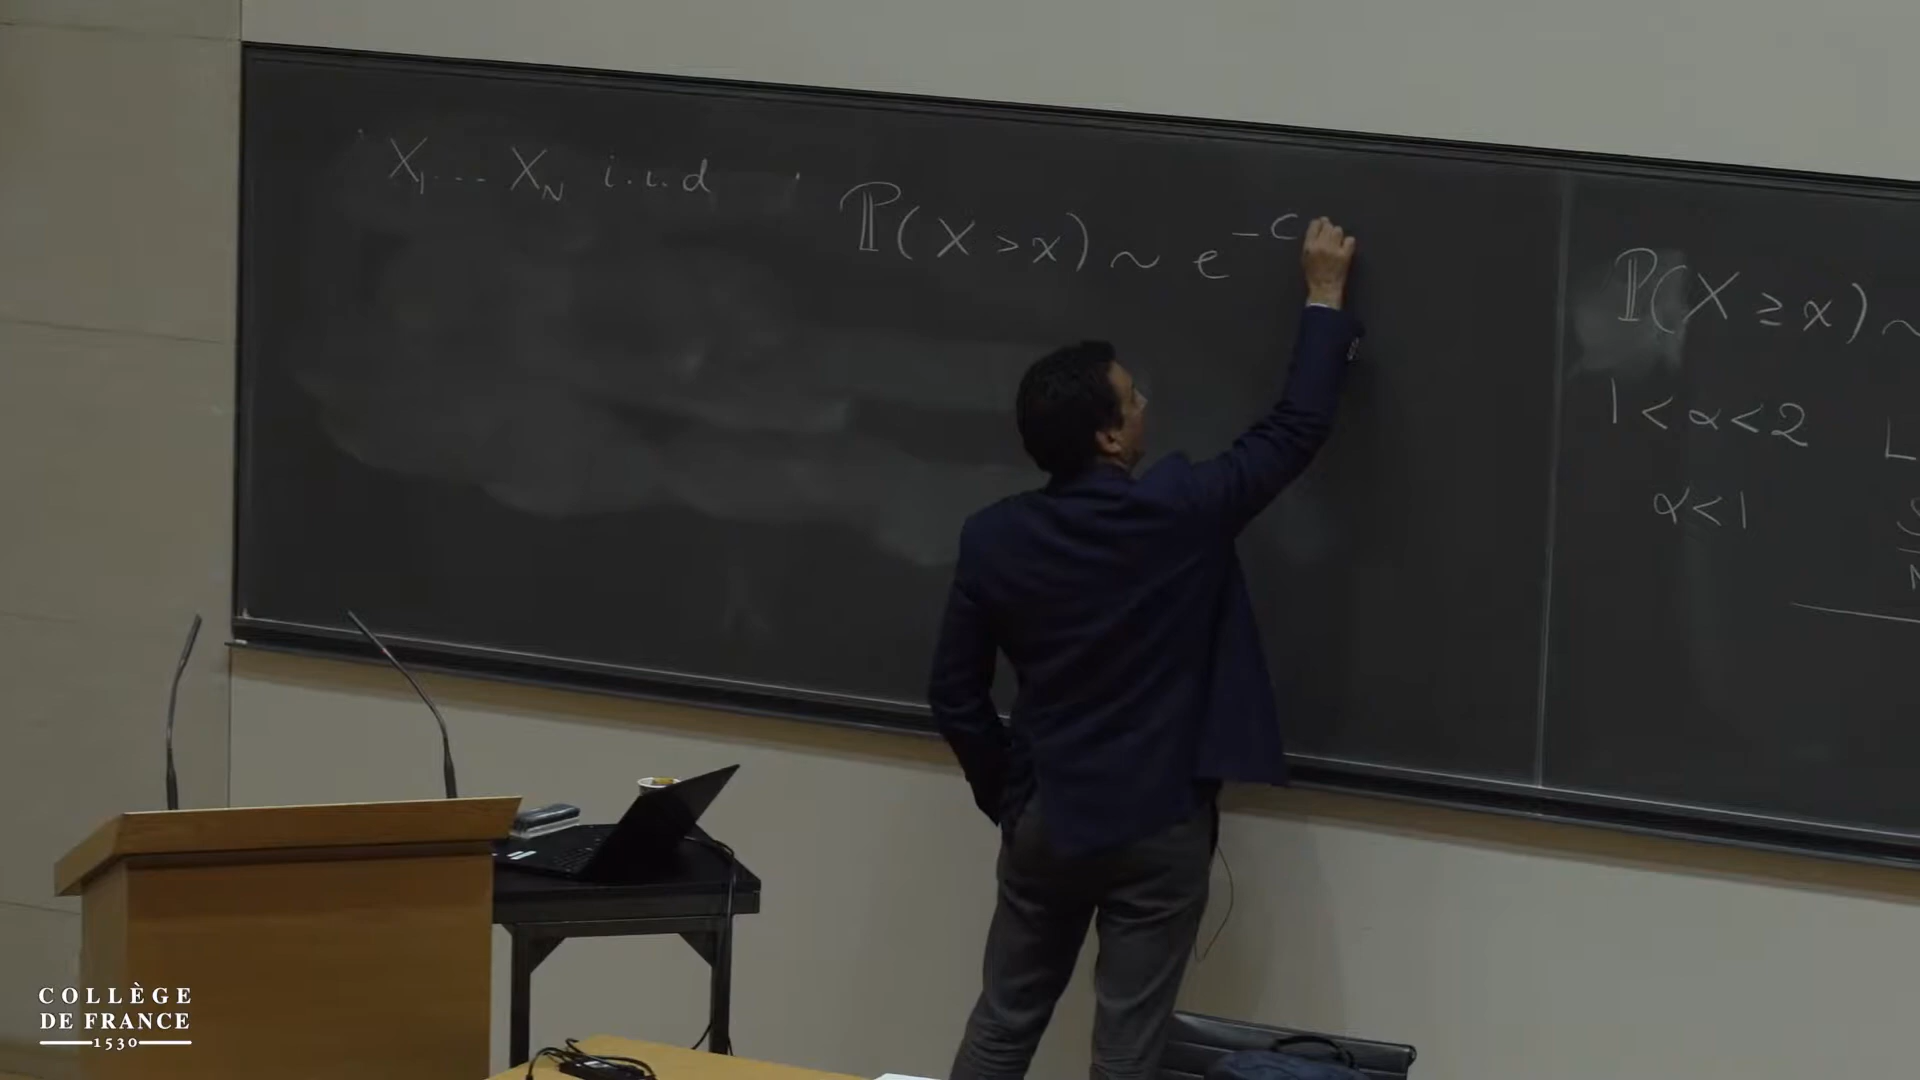 X₁ ... X_N i.i.d
ℙ(X > x) ~ e^{-c
ℙ(X ≥ x) ~
1 < α < 2 L
α < 1
COLLÈGE
DE FRANCE
1530